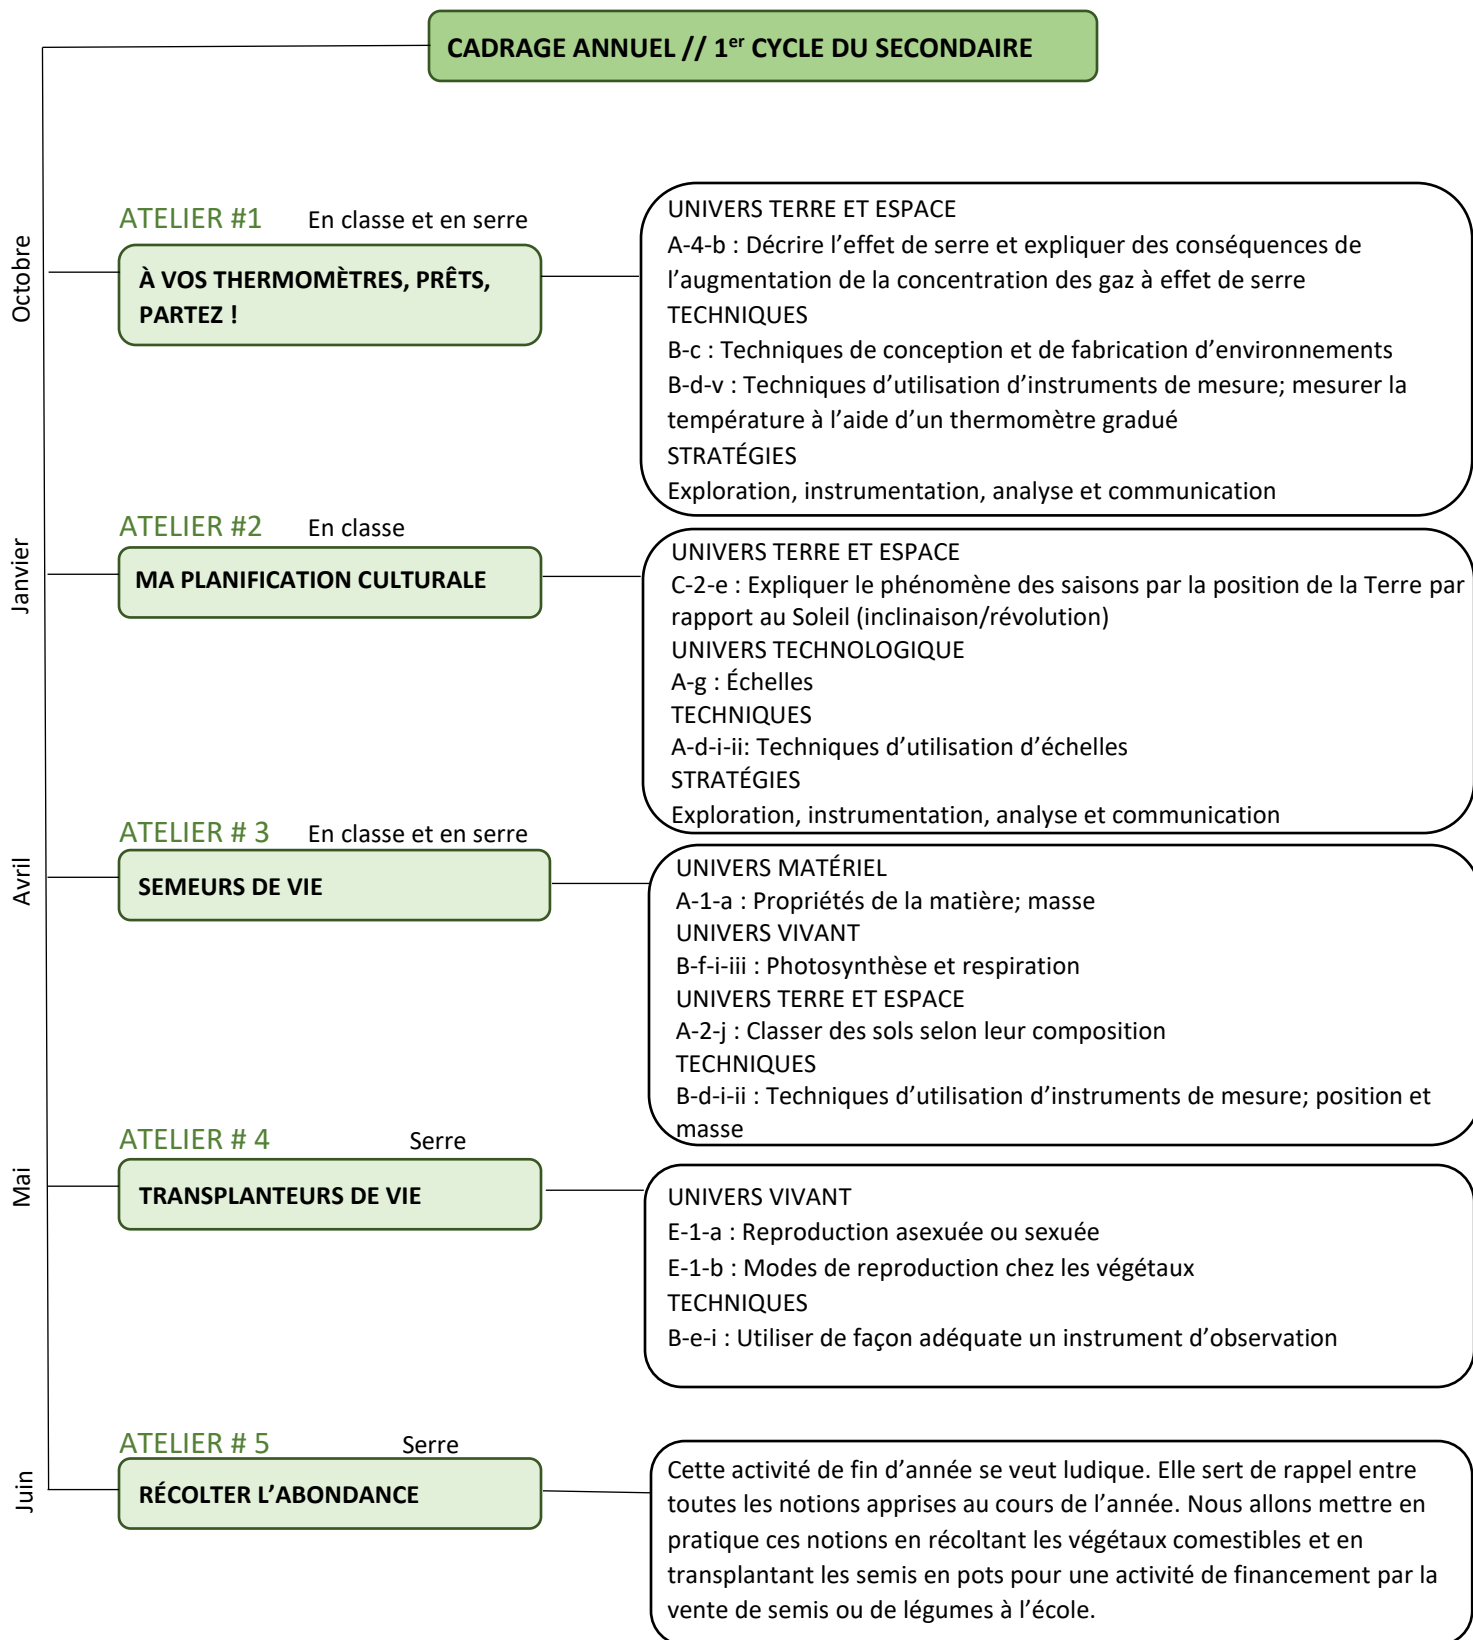 CADRAGE ANNUEL // 1er CYCLE DU SECONDAIRE
Octobre
ATELIER #1 En classe et en serre
À VOS THERMOMÈTRES, PRÊTS,
PARTEZ !
UNIVERS TERRE ET ESPACE
A-4-b : Décrire l’effet de serre et expliquer des conséquences de
l’augmentation de la concentration des gaz à effet de serre
TECHNIQUES
B-c : Techniques de conception et de fabrication d’environnements
B-d-v : Techniques d’utilisation d’instruments de mesure; mesurer la
température à l’aide d’un thermomètre gradué
STRATÉGIES
Exploration, instrumentation, analyse et communication
Janvier
ATELIER #2 En classe
MA PLANIFICATION CULTURALE
UNIVERS TERRE ET ESPACE
C-2-e : Expliquer le phénomène des saisons par la position de la Terre par
rapport au Soleil (inclinaison/révolution)
UNIVERS TECHNOLOGIQUE
A-g : Échelles
TECHNIQUES
A-d-i-ii: Techniques d’utilisation d’échelles
STRATÉGIES
Exploration, instrumentation, analyse et communication
Avril
ATELIER # 3 En classe et en serre
SEMEURS DE VIE
UNIVERS MATÉRIEL
A-1-a : Propriétés de la matière; masse
UNIVERS VIVANT
B-f-i-iii : Photosynthèse et respiration
UNIVERS TERRE ET ESPACE
A-2-j : Classer des sols selon leur composition
TECHNIQUES
B-d-i-ii : Techniques d’utilisation d’instruments de mesure; position et
masse
Mai
ATELIER # 4 Serre
TRANSPLANTEURS DE VIE
UNIVERS VIVANT
E-1-a : Reproduction asexuée ou sexuée
E-1-b : Modes de reproduction chez les végétaux
TECHNIQUES
B-e-i : Utiliser de façon adéquate un instrument d’observation
Juin
ATELIER # 5 Serre
RÉCOLTER L’ABONDANCE
Cette activité de fin d’année se veut ludique. Elle sert de rappel entre
toutes les notions apprises au cours de l’année. Nous allons mettre en
pratique ces notions en récoltant les végétaux comestibles et en
transplantant les semis en pots pour une activité de financement par la
vente de semis ou de légumes à l’école.